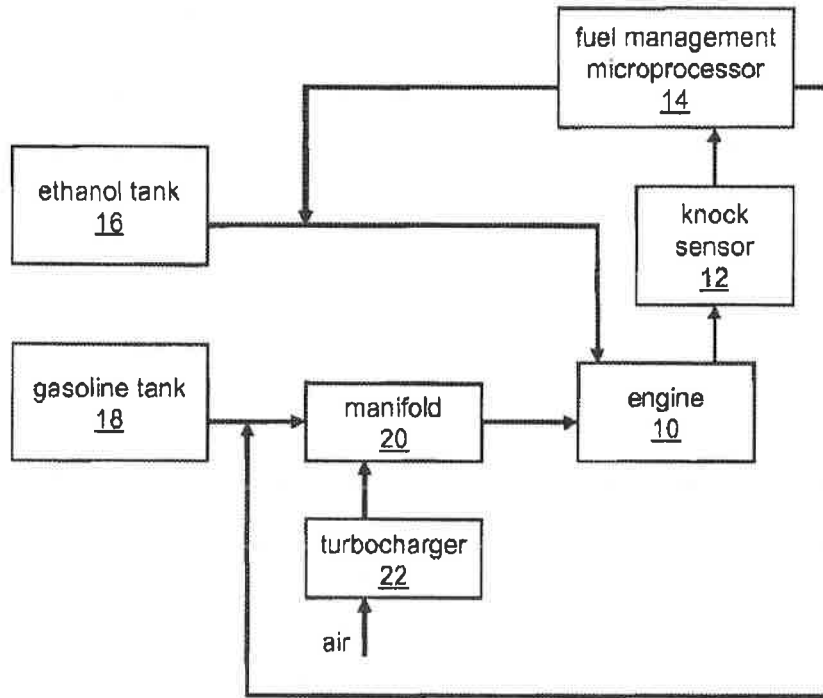 fuel management
microprocessor
14
ethanol tank
16
knock
sensor
12
gasoline tank
18
manifold
20
engine
10
turbocharger
22
air